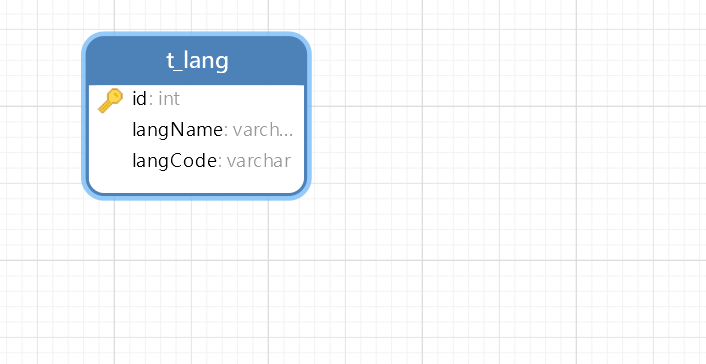 t_lang
id: int
langName: varch...
langCode: varchar